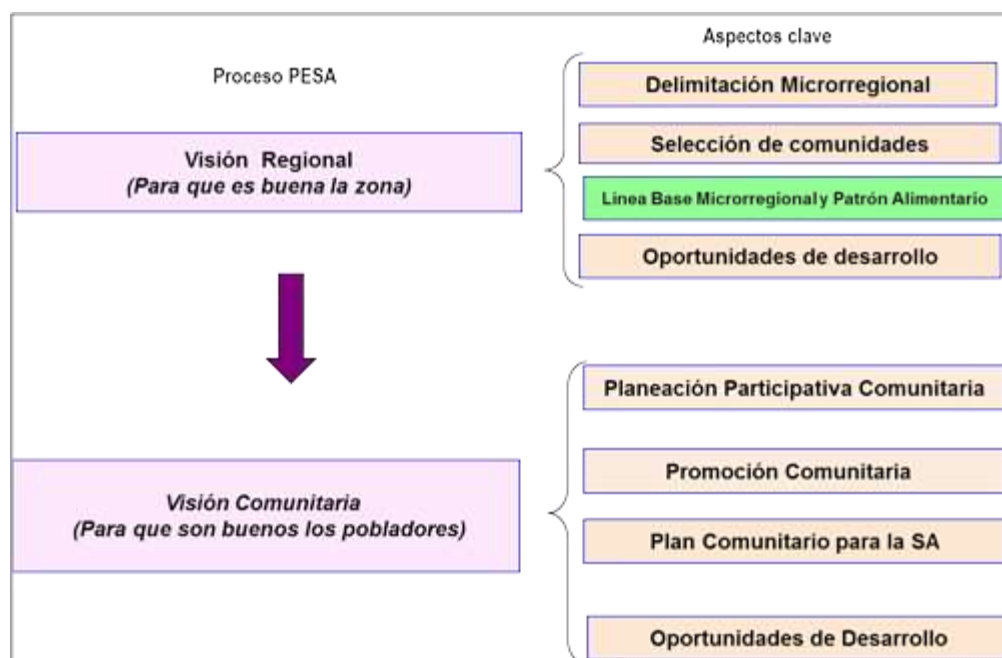 Proceso PESA
Aspectos clave
Visión Regional
(Para que es buena la zona)
Delimitación Microrregional
Selección de comunidades
Linea Base Microrregional y Patrón Alimentario
Oportunidades de desarrollo
Visión Comunitaria
(Para que son buenos los pobladores)
Planeación Participativa Comunitaria
Promoción Comunitaria
Plan Comunitario para la SA
Oportunidades de Desarrollo